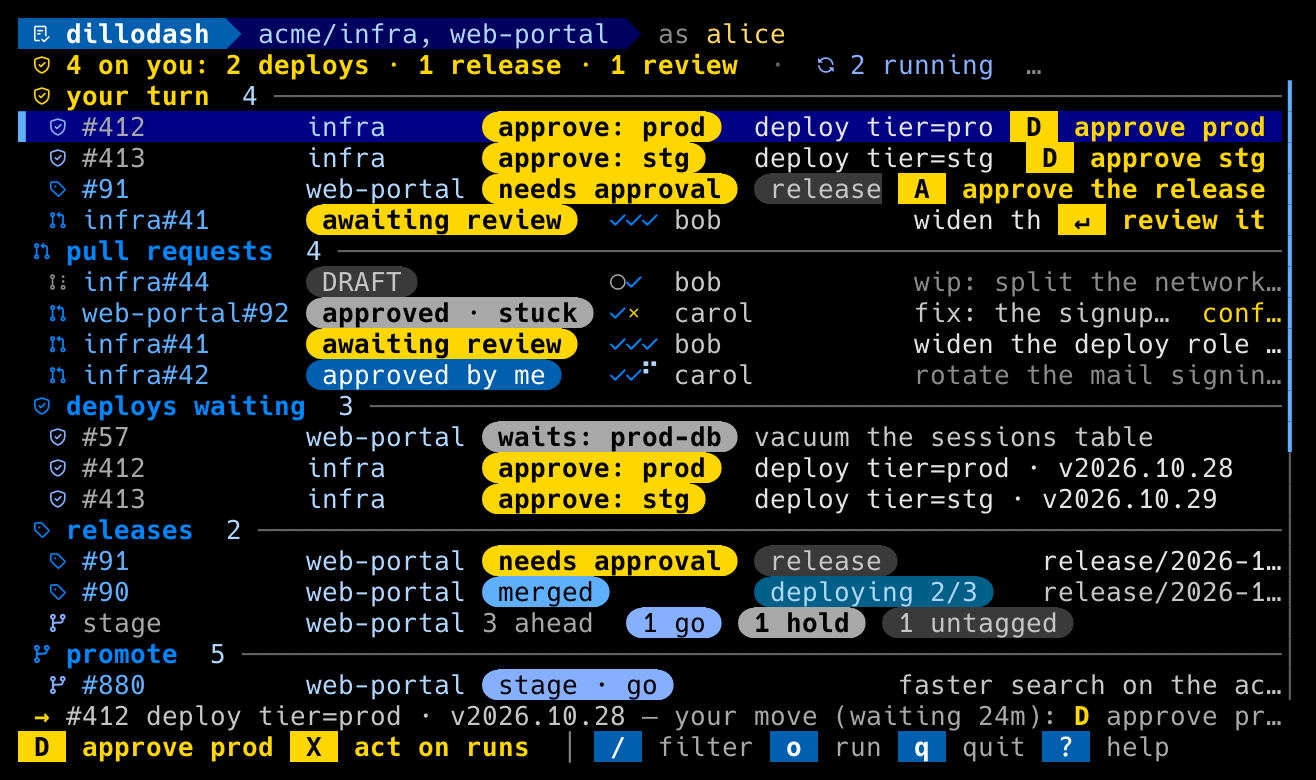 dillodash acme/infra, web-portal as alice
4 on you: 2 deploys · 1 release · 1 review · 2 running …
your turn 4
#412 infra approve: prod deploy tier=pro D approve prod
#413 infra approve: stg deploy tier=stg D approve stg
#91 web-portal needs approval release A approve the release
infra#41 awaiting review ✓✓✓ bob widen th ↵ review it
pull requests 4
infra#44 DRAFT ○✓ bob wip: split the network…
web-portal#92 approved · stuck ✓× carol fix: the signup… conf…
infra#41 awaiting review ✓✓✓ bob widen the deploy role …
infra#42 approved by me ✓✓ carol rotate the mail signin…
deploys waiting 3
#57 web-portal waits: prod-db vacuum the sessions table
#412 infra approve: prod deploy tier=prod · v2026.10.28
#413 infra approve: stg deploy tier=stg · v2026.10.29
releases 2
#91 web-portal needs approval release release/2026-1…
#90 web-portal merged deploying 2/3 release/2026-1…
stage web-portal 3 ahead 1 go 1 hold 1 untagged
promote 5
#880 web-portal stage · go faster search on the ac…
→ #412 deploy tier=prod · v2026.10.28 — your move (waiting 24m): D approve pr…
D approve prod X act on runs │ / filter o run q quit ? help